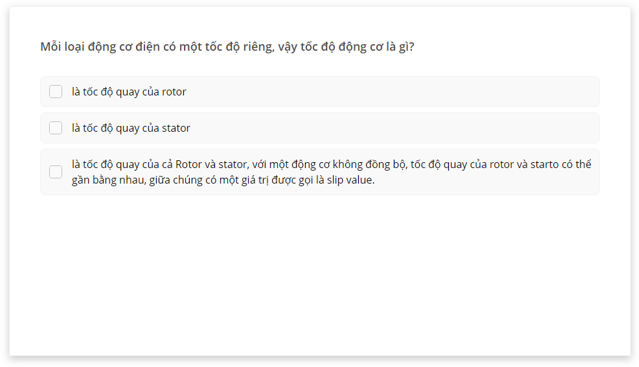 Mỗi loại động cơ điện có một tốc độ riêng, vậy tốc độ động cơ là gì?
là tốc độ quay của rotor
là tốc độ quay của stator
là tốc độ quay của cả Rotor và stator, với một động cơ không đồng bộ, tốc độ quay của rotor và starto có thể
gần bằng nhau, giữa chúng có một giá trị được gọi là slip value.